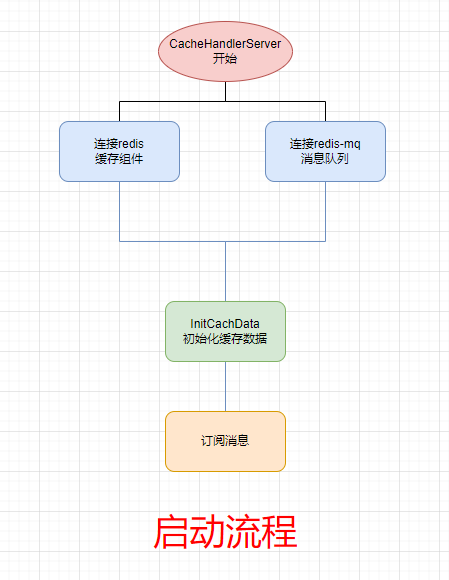 CacheHandlerServer
开始
连接redis
缓存组件
连接redis-mq
消息队列
InitCachData
初始化缓存数据
订阅消息
启动流程